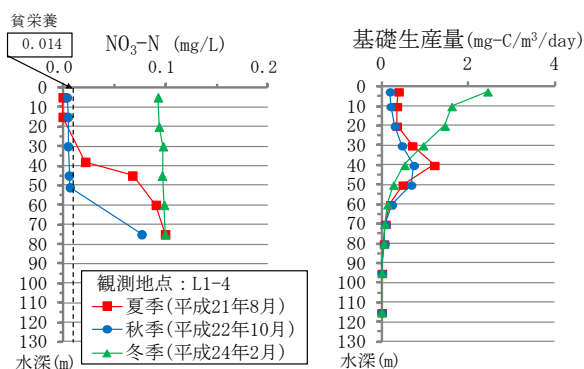 貧栄養
0.014
NO₃-N (mg/L)
0.0 0.1 0.2
0
10
20
30
40
50
60
70
80
90
100
110
120
130
水深(m)
観測地点：L1-4
夏季(平成21年8月)
秋季(平成22年10月)
冬季(平成24年2月)
基礎生産量(mg-C/m³/day)
0 2 4
0
10
20
30
40
50
60
70
80
90
100
110
120
130
水深(m)